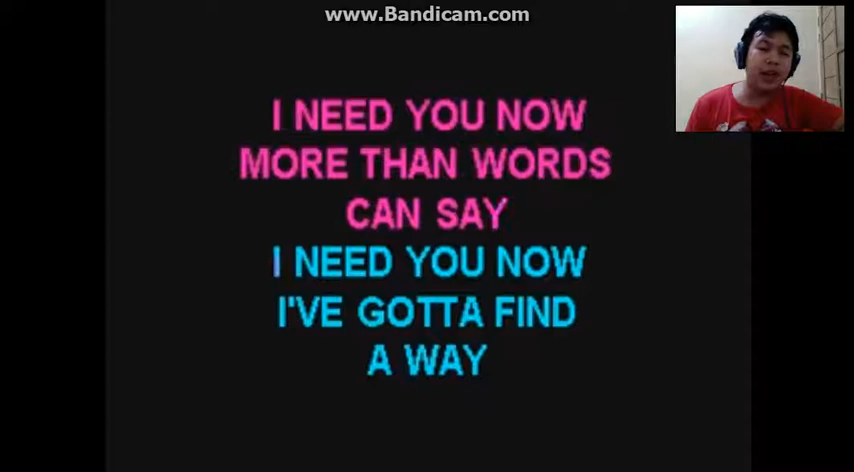 www.Bandicam.com
I NEED YOU NOW
MORE THAN WORDS
CAN SAY
I NEED YOU NOW
I'VE GOTTA FIND
A WAY